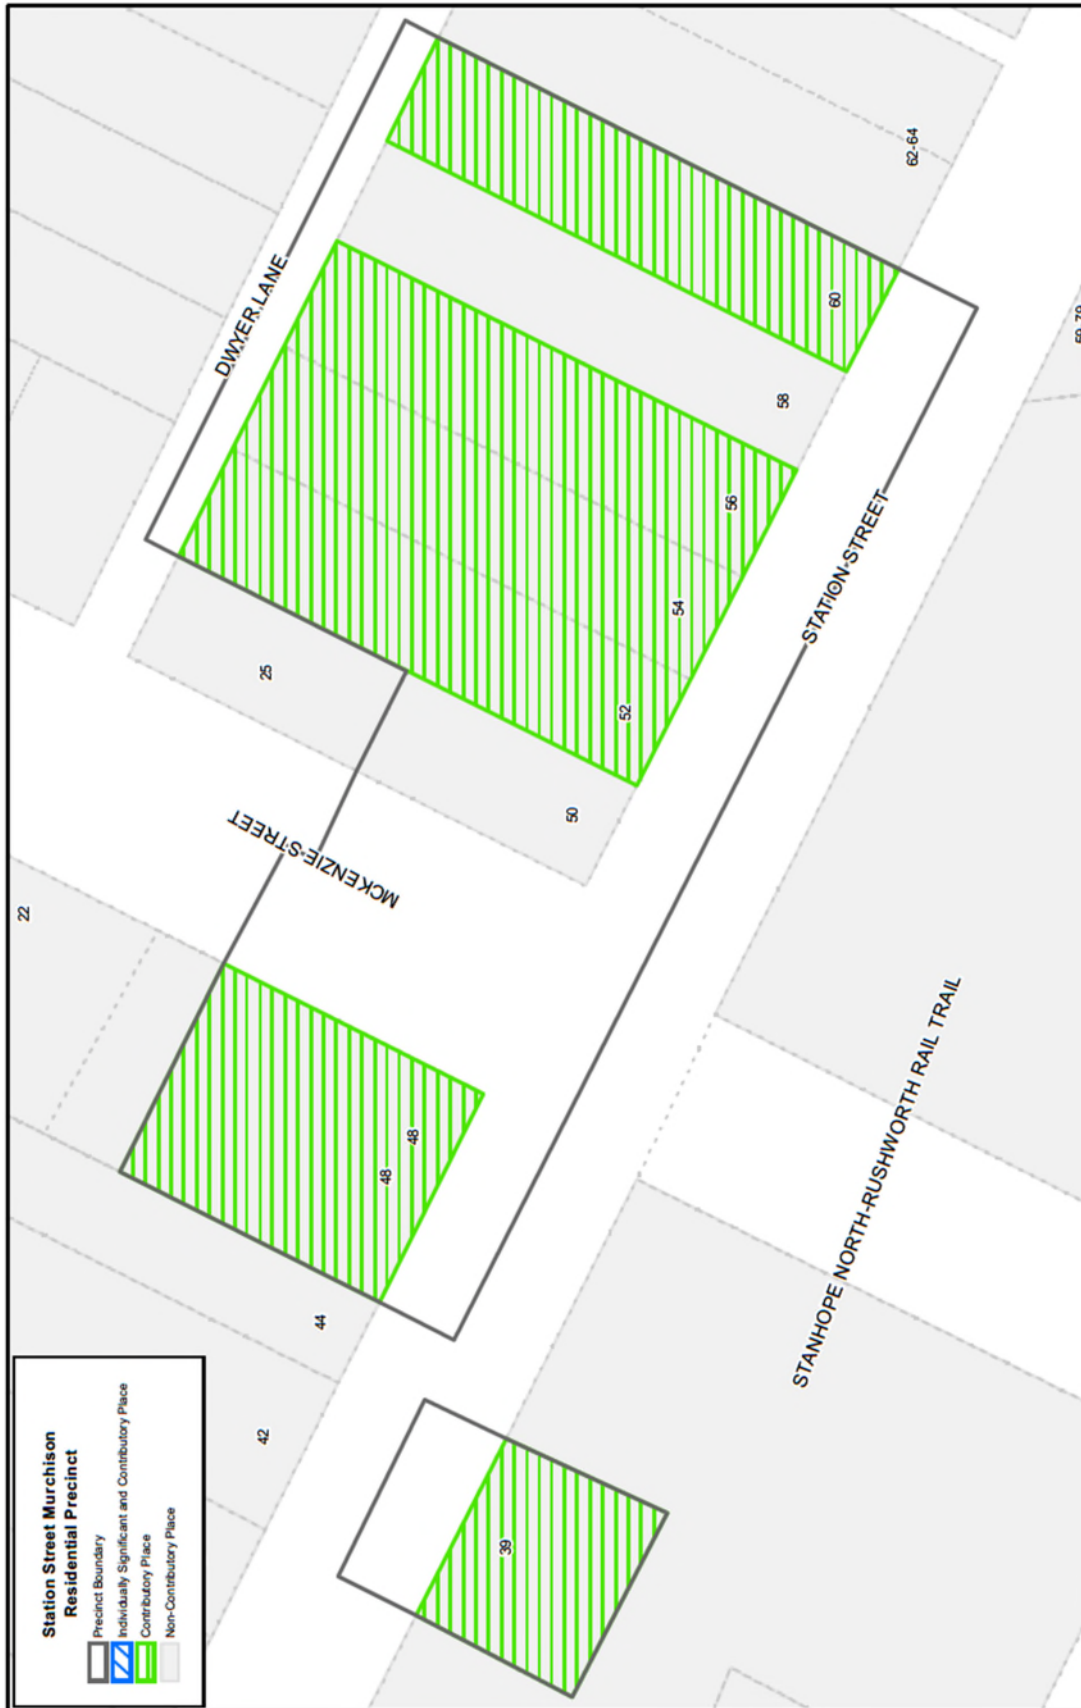 Station Street Murchison
Residential Precinct
Precinct Boundary
Individually Significant and Contributory Place
Contributory Place
Non-Contributory Place
42
44
22
48
48
MCKENZIE STREET
25
50
DWYER LANE
52
54
56
58
60
62-64
39
STATION STREET
STANHOPE NORTH-RUSHWORTH RAIL TRAIL